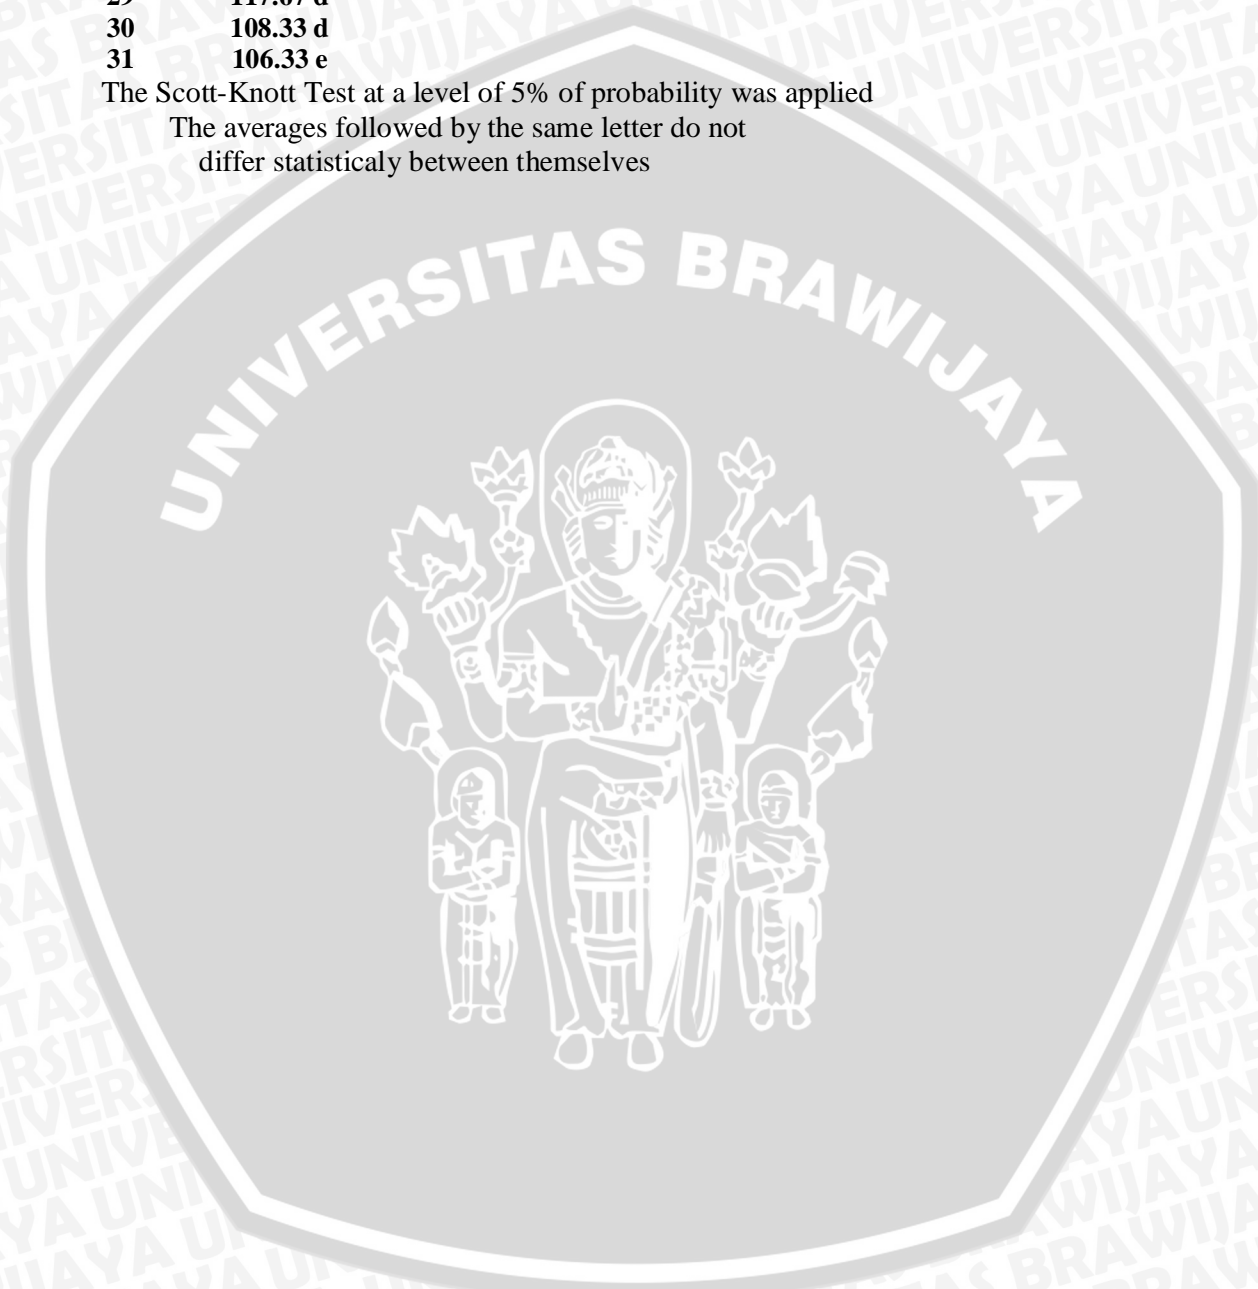 30 108.33 d
31 106.33 e
The Scott-Knott Test at a level of 5% of probability was applied
The averages followed by the same letter do not
differ statisticaly between themselves
UNIVERSITAS BRAWIJAYA